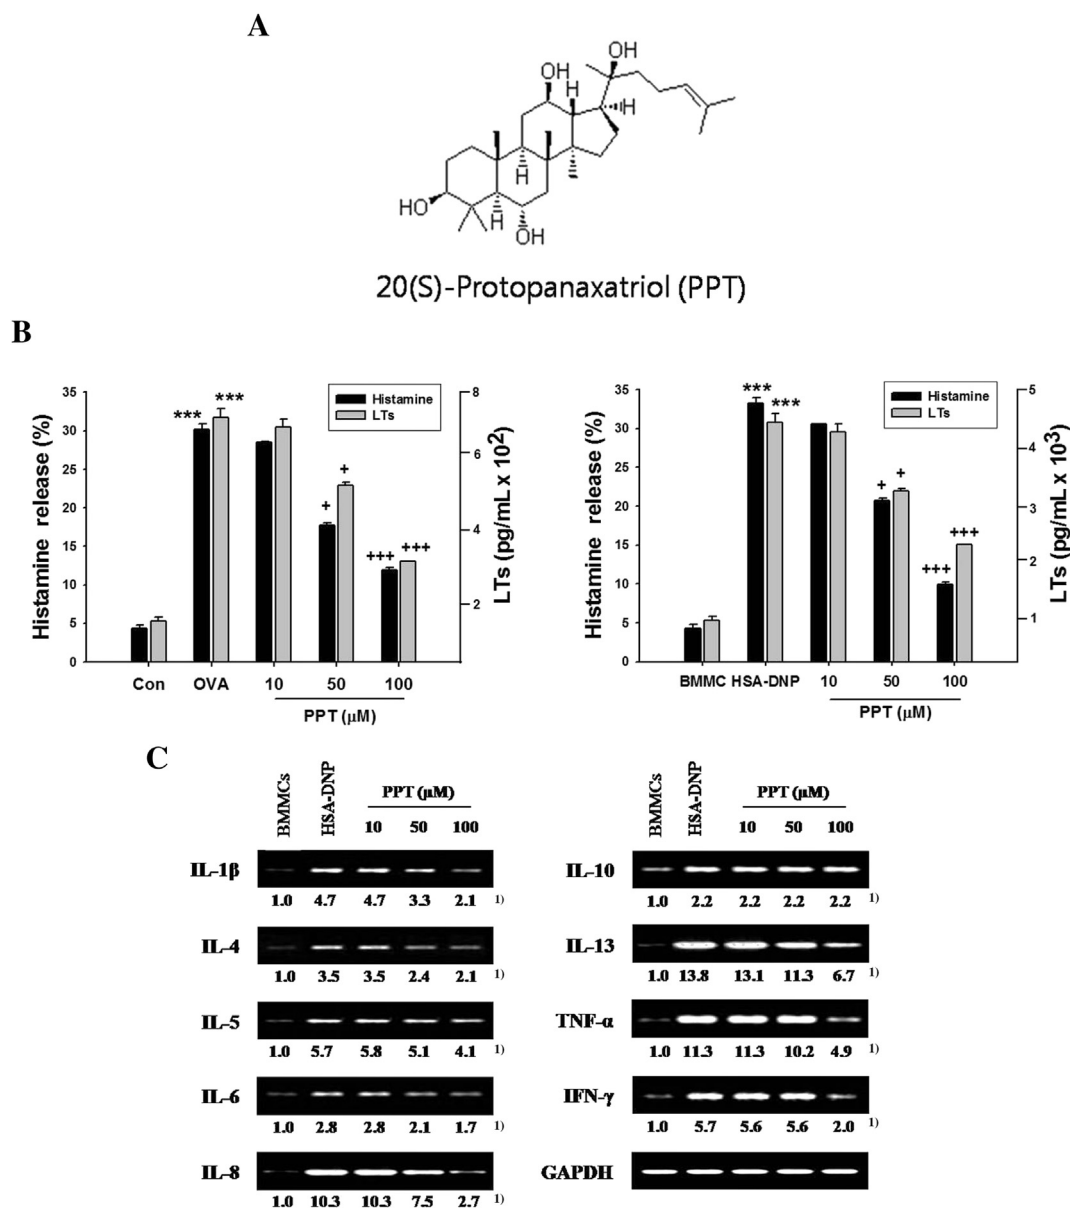 A
OH
OH
H
H
H
H
HO
OH
20(S)-Protopanaxatriol (PPT)
B
Histamine release (%)
35
30
25
20
15
10
5
0
*** ***
+ +
+++ +++
Histamine
LTs
8
6
4
2
LTs (pg/mL x 10²)
Con OVA 10 50 100
PPT (µM)
Histamine release (%)
35
30
25
20
15
10
5
0
*** ***
+ +
+++ +++
Histamine
LTs
5
4
3
2
1
LTs (pg/mL x 10³)
BMMC HSA-DNP 10 50 100
PPT (µM)
C
BMMCs HSA-DNP PPT (µM)
10 50 100
IL-1β
1.0 4.7 4.7 3.3 2.1 1)
IL-4
1.0 3.5 3.5 2.4 2.1 1)
IL-5
1.0 5.7 5.8 5.1 4.1 1)
IL-6
1.0 2.8 2.8 2.1 1.7 1)
IL-8
1.0 10.3 10.3 7.5 2.7 1)
BMMCs HSA-DNP PPT (µM)
10 50 100
IL-10
1.0 2.2 2.2 2.2 2.2 1)
IL-13
1.0 13.8 13.1 11.3 6.7 1)
TNF-α
1.0 11.3 11.3 10.2 4.9 1)
IFN-γ
1.0 5.7 5.6 5.6 2.0 1)
GAPDH